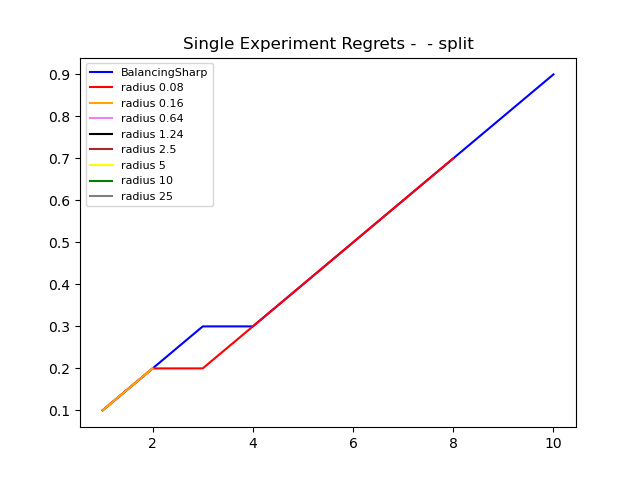 Single Experiment Regrets -  - split
0.9
0.8
0.7
0.6
0.5
0.4
0.3
0.2
0.1
BalancingSharp
radius 0.08
radius 0.16
radius 0.64
radius 1.24
radius 2.5
radius 5
radius 10
radius 25
2 4 6 8 10